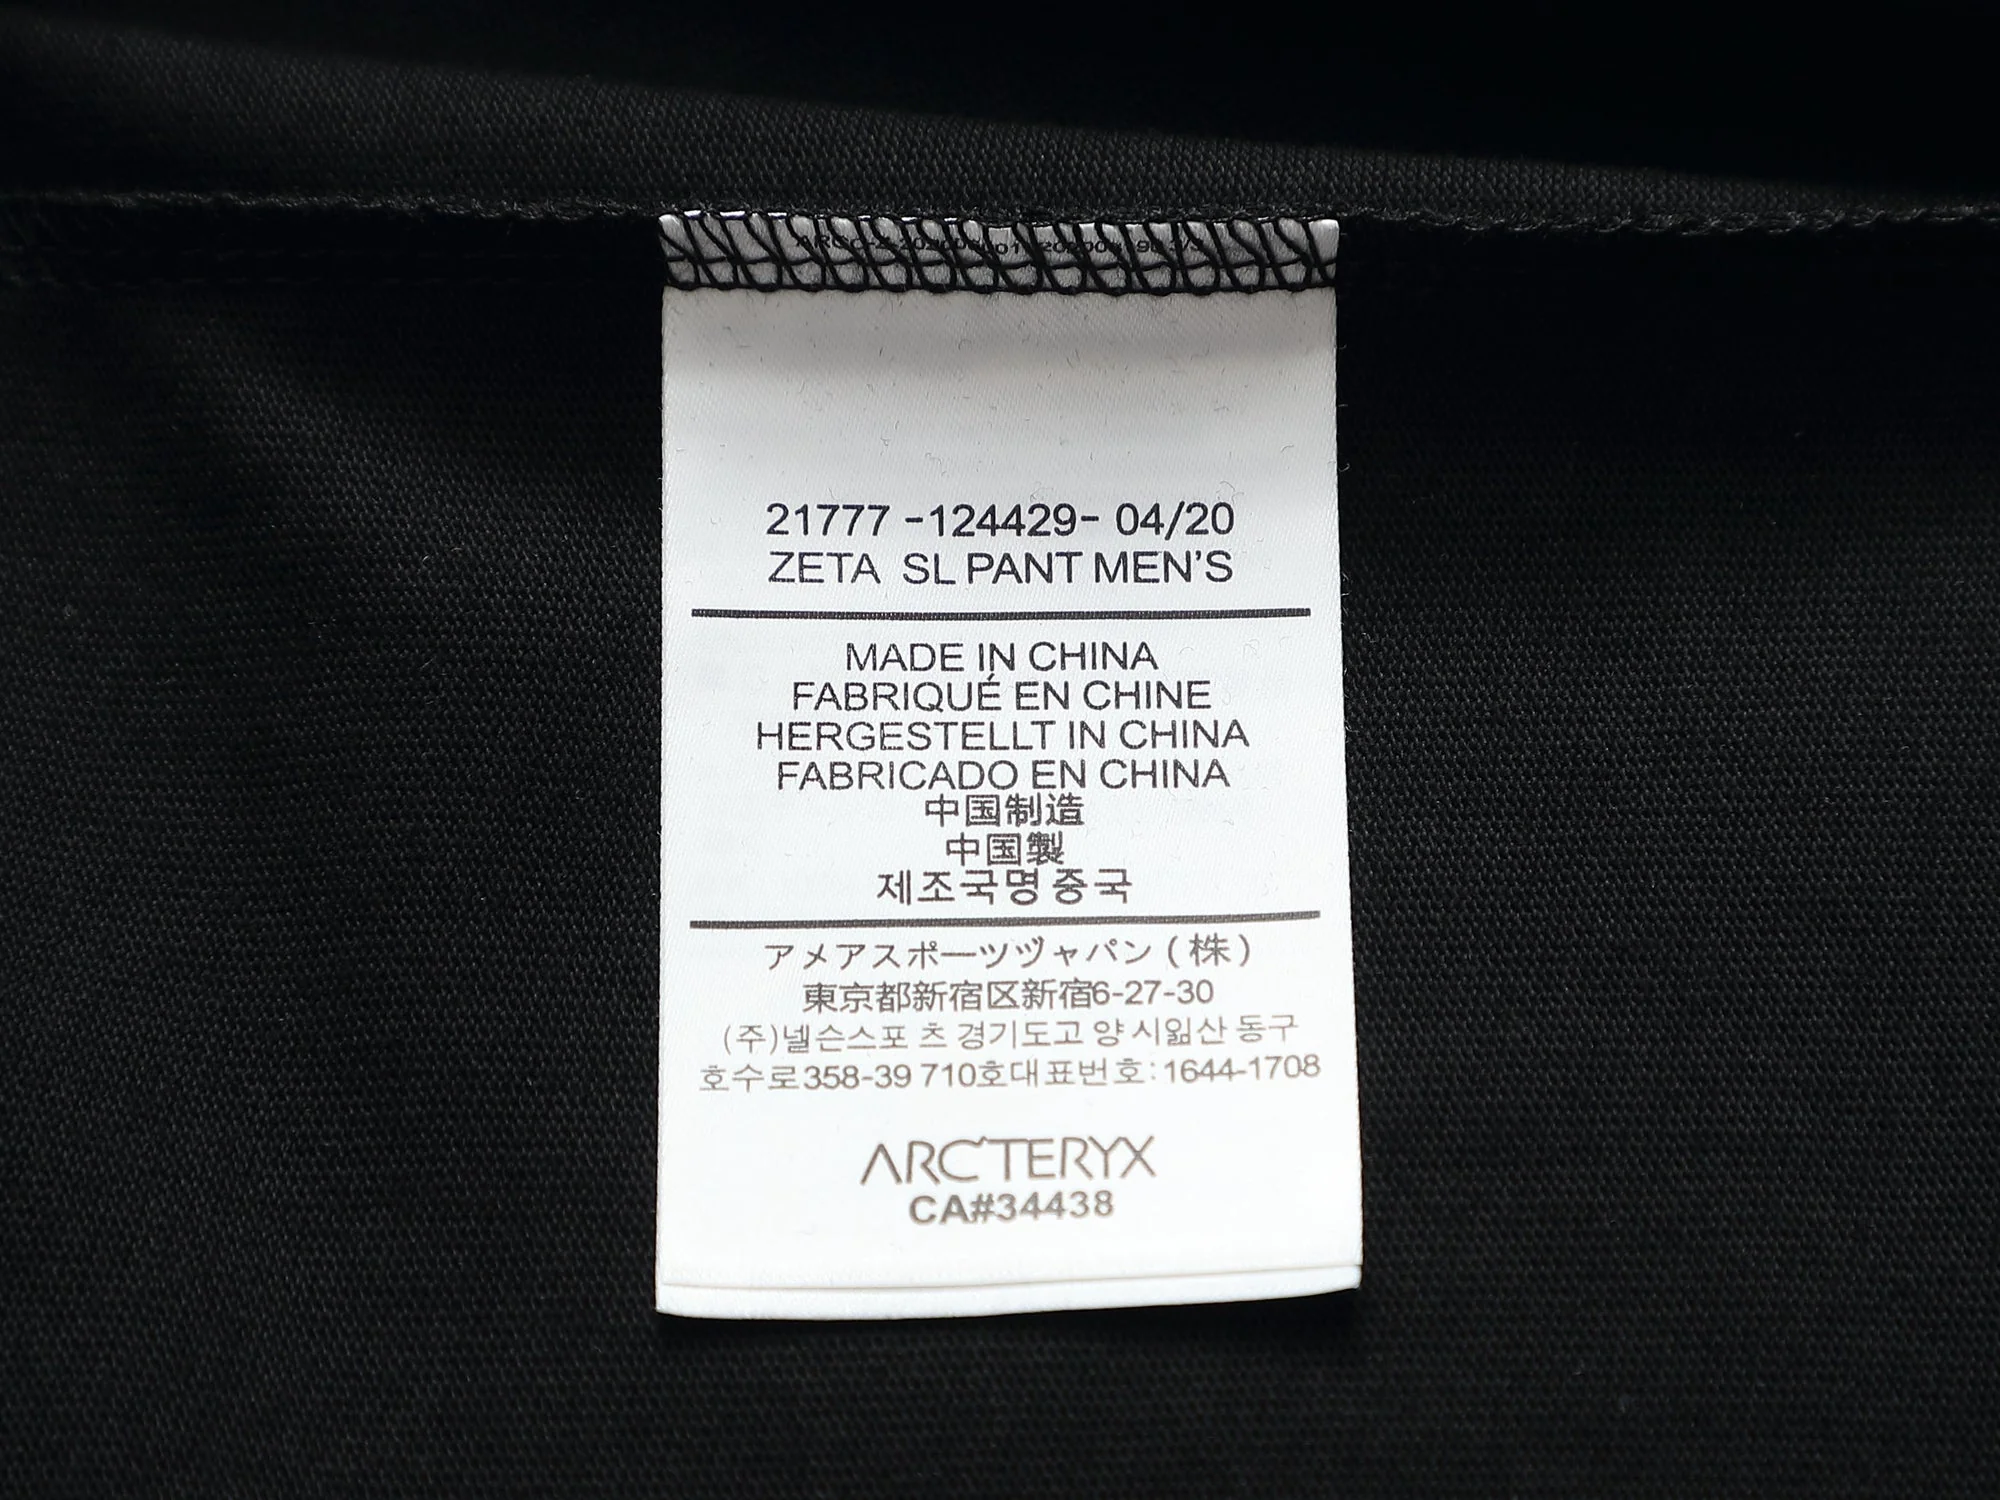 21777 -124429- 04/20
ZETA SL PANT MEN'S
MADE IN CHINA
FABRIQUÉ EN CHINE
HERGESTELLT IN CHINA
FABRICADO EN CHINA
中国制造
中国製
제조국명 중국
アメアスポーツヅャパン(株)
東京都新宿区新宿6-27-30
(주)넬슨스포 츠 경기도고 양 시잂산 동구
호수로358-39 710호대표번호:1644-1708
ARC'TERYX
CA#34438